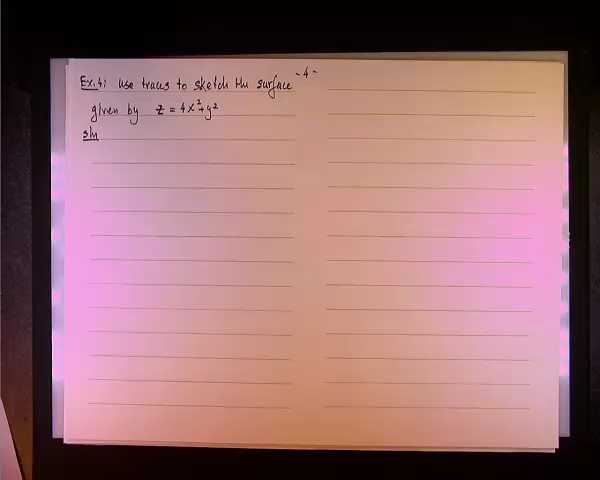 Ex.4: use traces to sketch the surface
-4-
given by z = 4x²+y²
sln